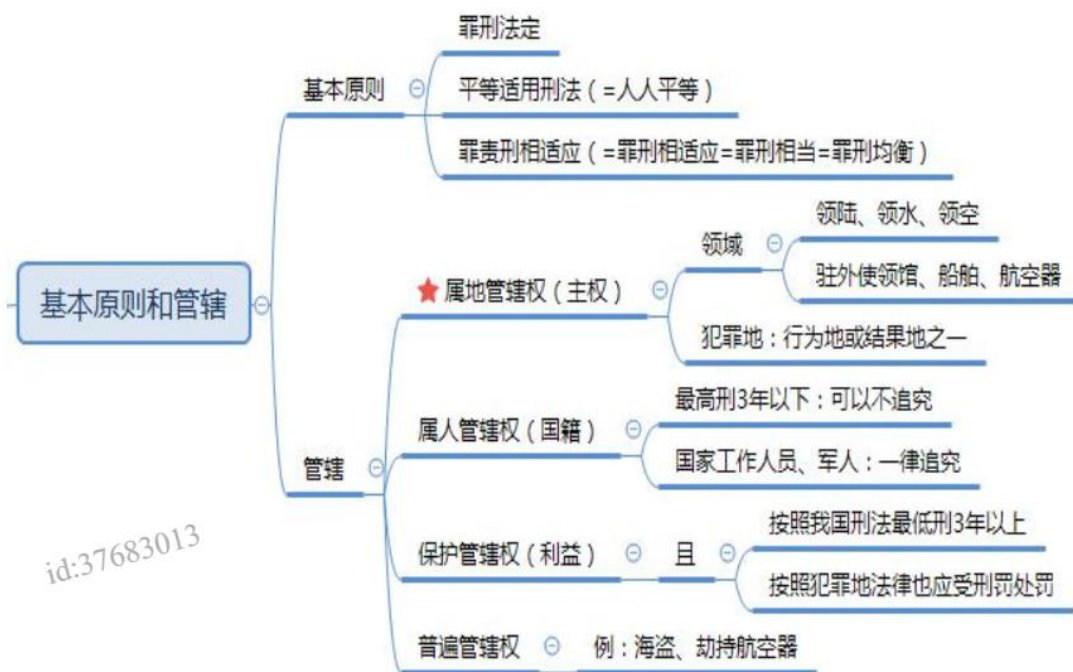 罪刑法定
基本原则
平等适用刑法（=人人平等）
罪责刑相适应（=罪刑相适应=罪刑相当=罪刑均衡）
基本原则和管辖
领陆、领水、领空
领域
驻外使领馆、船舶、航空器
属地管辖权（主权）
犯罪地：行为地或结果地之一
最高刑3年以下：可以不追究
属人管辖权（国籍）
国家工作人员、军人：一律追究
管辖
按照我国刑法最低刑3年以上
保护管辖权（利益）
且
按照犯罪地法律也应受刑罚处罚
普遍管辖权
例：海盗、劫持航空器
id:37683013